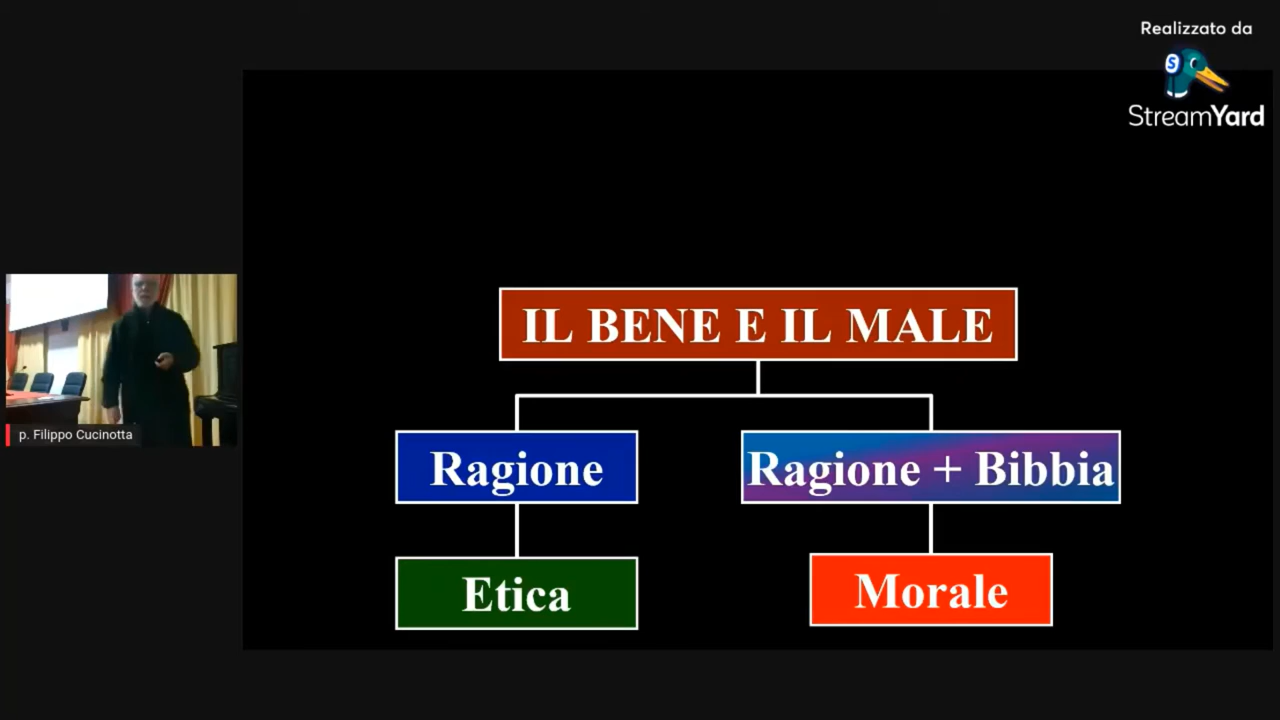 Realizzato da
StreamYard
IL BENE E IL MALE
Ragione
Ragione + Bibbia
Etica
Morale
p. Filippo Cucinotta